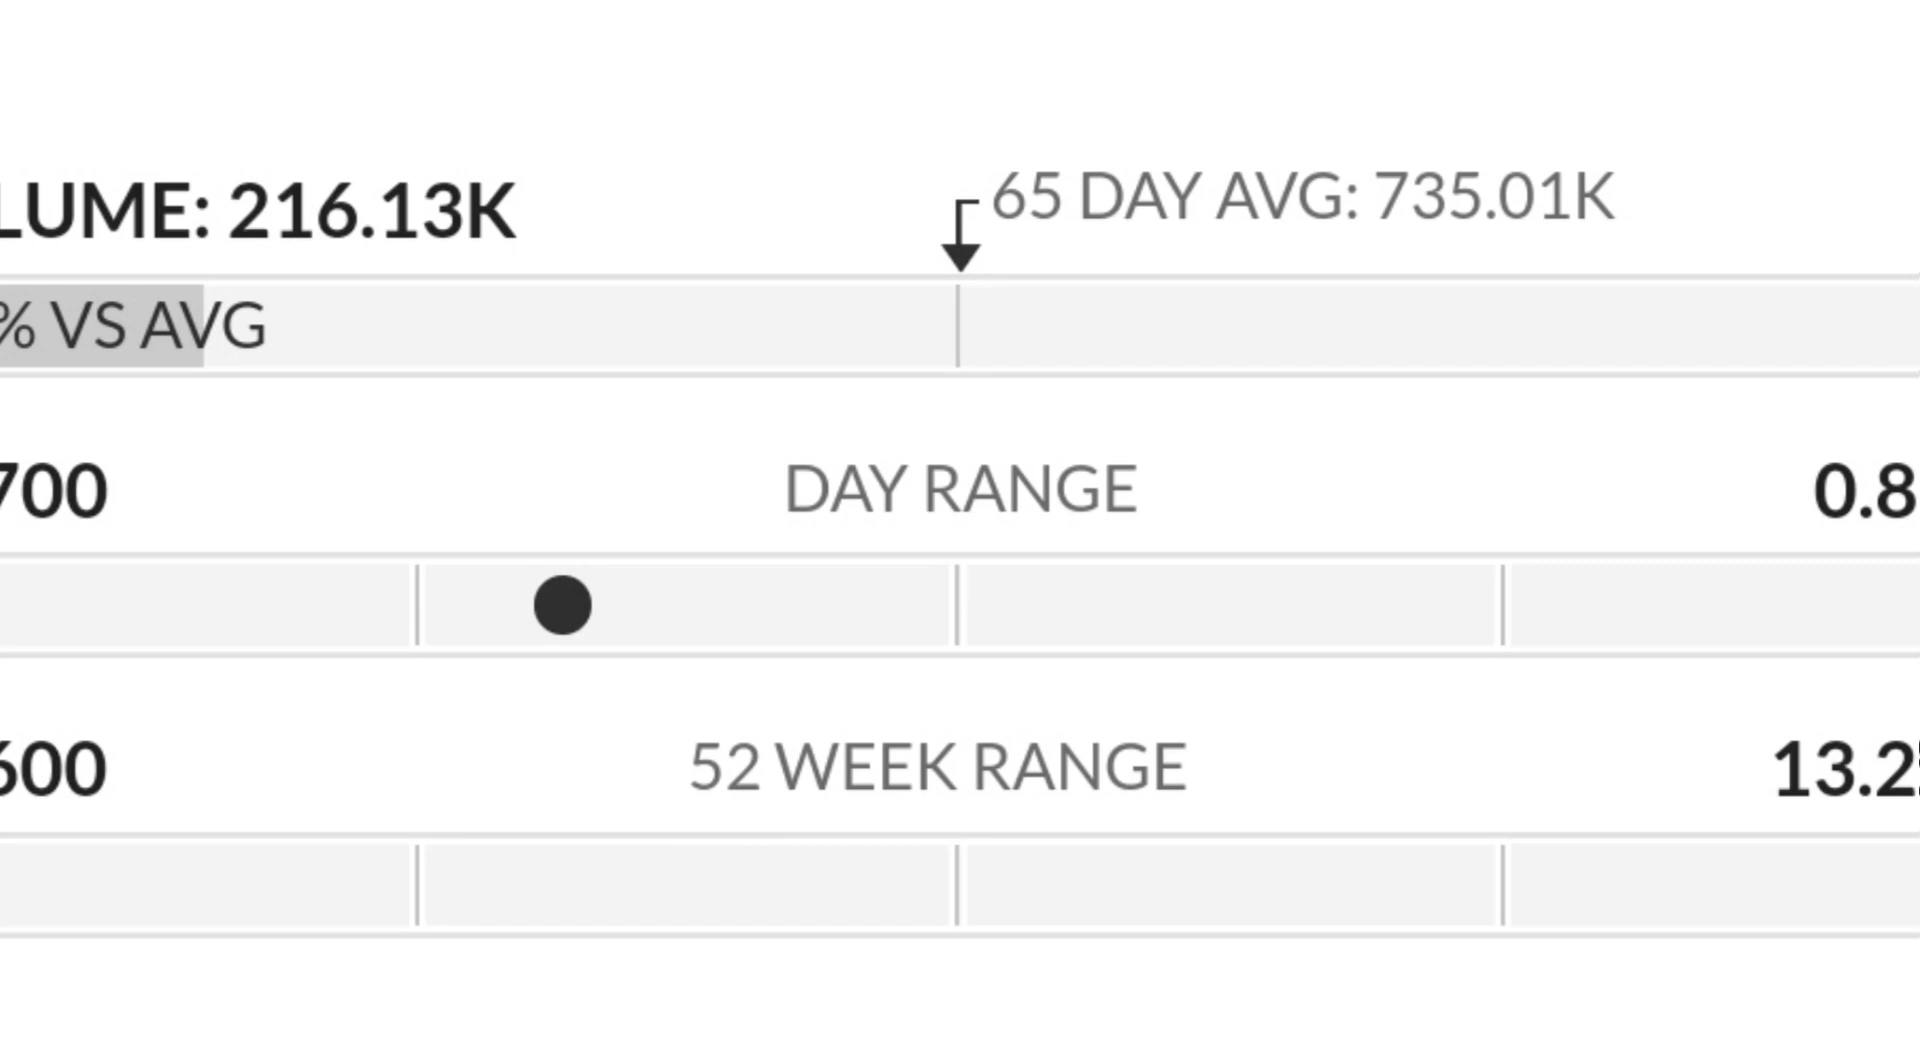 LUME: 216.13K
65 DAY AVG: 735.01K
% VS AVG
700 DAY RANGE 0.8
600 52 WEEK RANGE 13.2